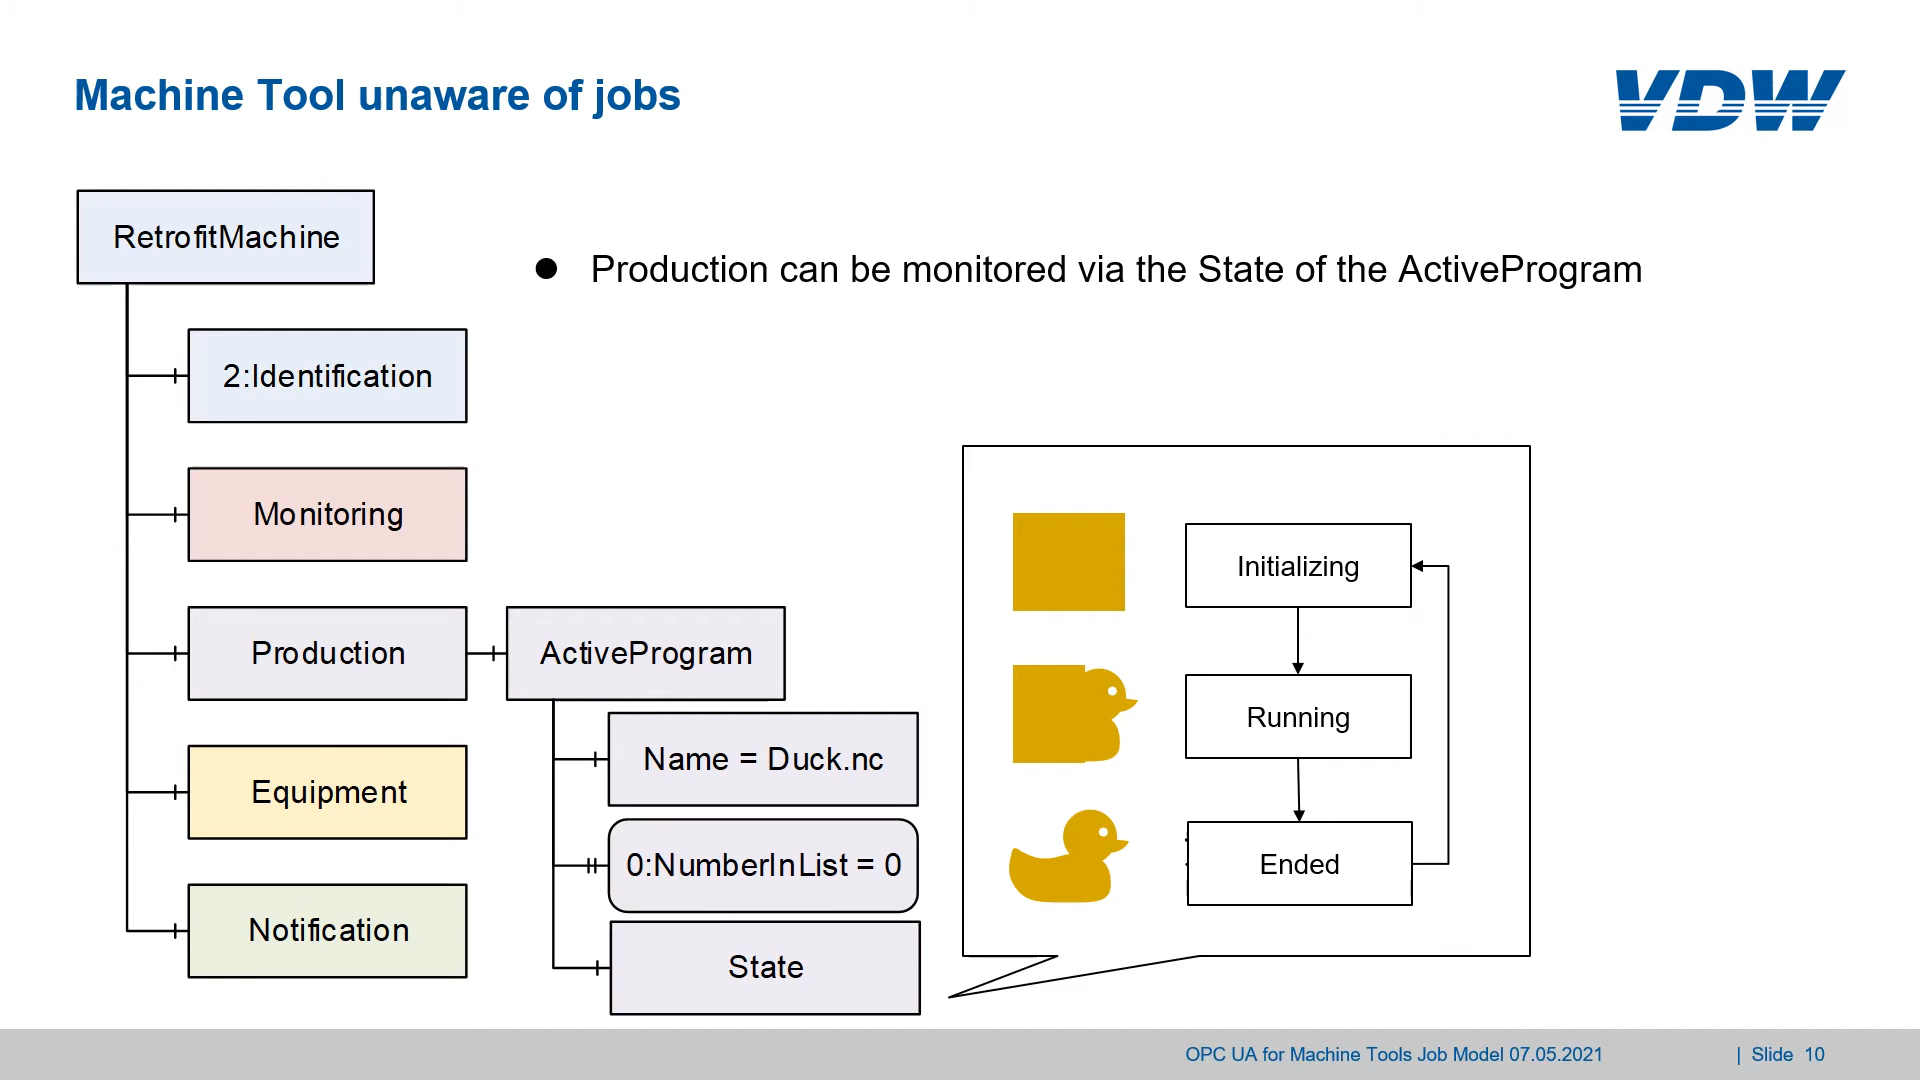 Machine Tool unaware of jobs
VDW
RetrofitMachine
Production can be monitored via the State of the ActiveProgram
2:Identification
Monitoring
Production
ActiveProgram
Name = Duck.nc
0:NumberInList = 0
State
Equipment
Notification
Initializing
Running
Ended
OPC UA for Machine Tools Job Model 07.05.2021
| Slide 10